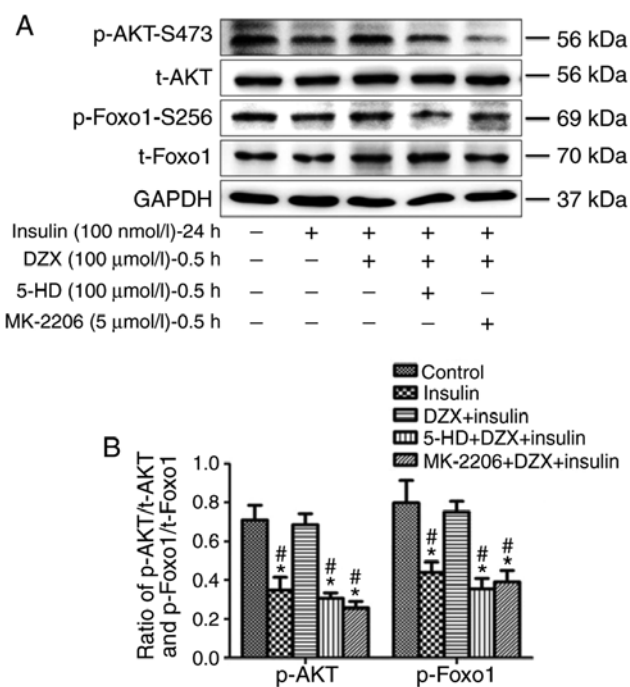 A
p-AKT-S473 — 56 kDa
t-AKT — 56 kDa
p-Foxo1-S256 — 69 kDa
t-Foxo1 — 70 kDa
GAPDH — 37 kDa
Insulin (100 nmol/l)-24 h − + + + +
DZX (100 μmol/l)-0.5 h − − + + +
5-HD (100 μmol/l)-0.5 h − − − + −
MK-2206 (5 μmol/l)-0.5 h − − − − +
B
Control
Insulin
DZX+insulin
5-HD+DZX+insulin
MK-2206+DZX+insulin
Ratio of p-AKT/t-AKT
and p-Foxo1/t-Foxo1
1.0
0.8
0.6
0.4
0.2
0.0
# # # # # #
* * * * * *
p-AKT p-Foxo1